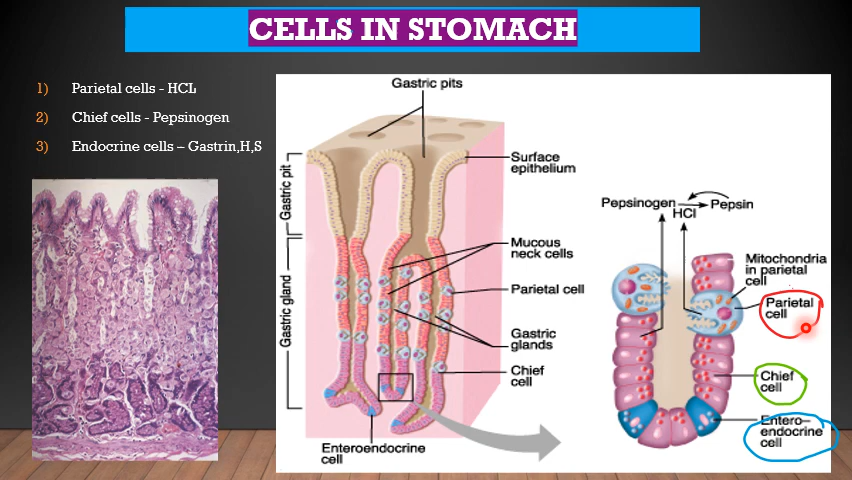 CELLS IN STOMACH
1) Parietal cells - HCL
2) Chief cells - Pepsinogen
3) Endocrine cells – Gastrin,H,S
Gastric pits
Surface
epithelium
Gastric pit
Mucous
neck cells
Parietal cell
Gastric gland
Gastric
glands
Chief
cell
Enteroendocrine
cell
Pepsinogen
HCl
Pepsin
Mitochondria
in parietal
cell
Parietal
cell
Chief
cell
Entero–
endocrine
cell